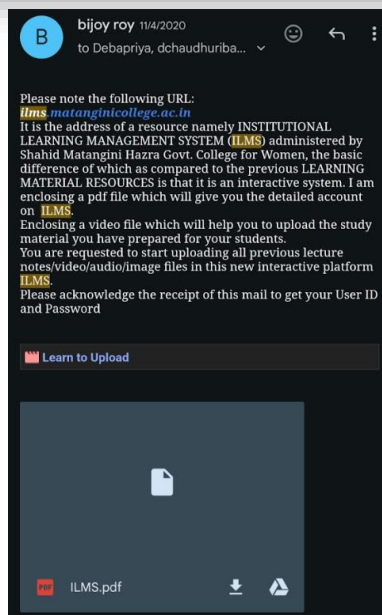 B
bijoy roy 11/4/2020
to Debapriya, dchaudhuriba...
Please note the following URL:
ilms.matanginicollege.ac.in
It is the address of a resource namely INSTITUTIONAL
LEARNING MANAGEMENT SYSTEM (ILMS) administered by
Shahid Matangini Hazra Govt. College for Women, the basic
difference of which as compared to the previous LEARNING
MATERIAL RESOURCES is that it is an interactive system. I am
enclosing a pdf file which will give you the detailed account
on ILMS.
Enclosing a video file which will help you to upload the study
material you have prepared for your students.
You are requested to start uploading all previous lecture
notes/video/audio/image files in this new interactive platform
ILMS.
Please acknowledge the receipt of this mail to get your User ID
and Password
Learn to Upload
PDF ILMS.pdf